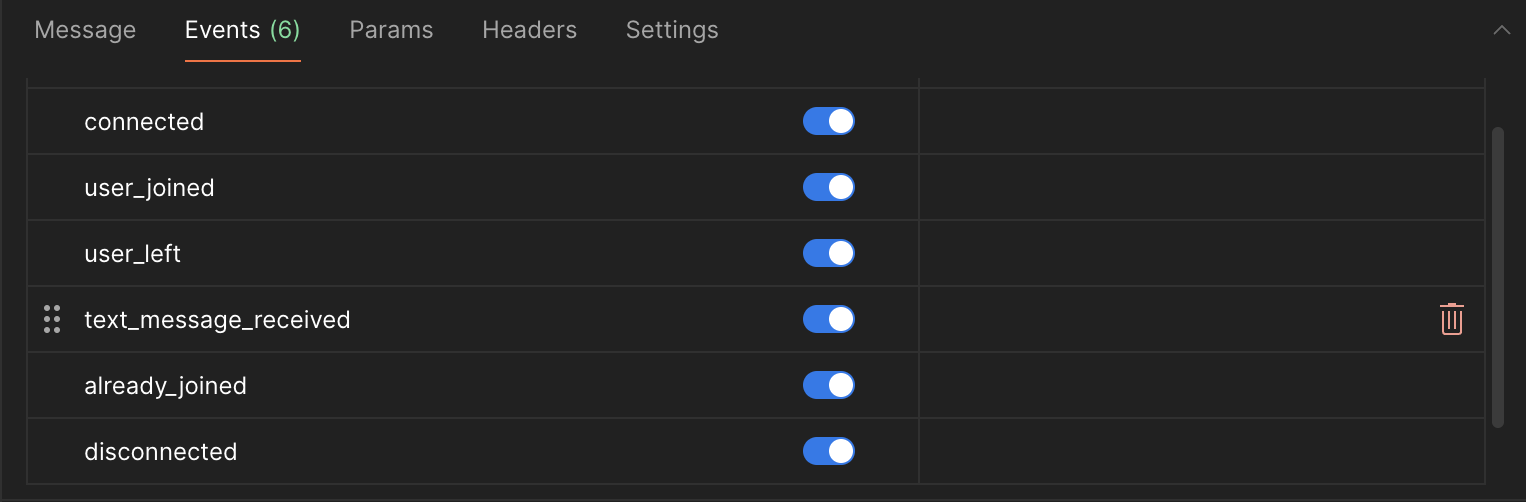 Message Events (6) Params Headers Settings
connected
user_joined
user_left
text_message_received
already_joined
disconnected